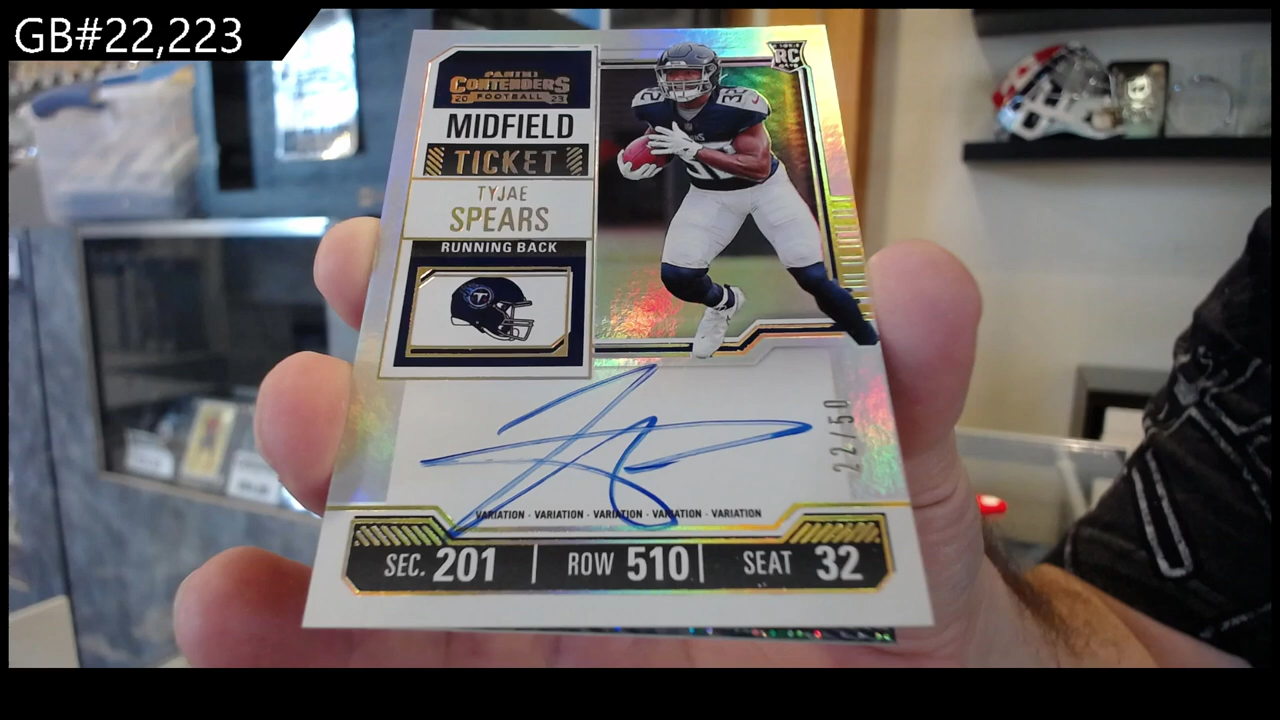 GB#22,223
PANINI
CONTENDERS
2023
FOOTBALL
RC
MIDFIELD
TICKET
TYJAE
SPEARS
RUNNING BACK
T
32
22/50
VARIATION · VARIATION · VARIATION · VARIATION · VARIATION
SEC. 201 | ROW 510 | SEAT 32